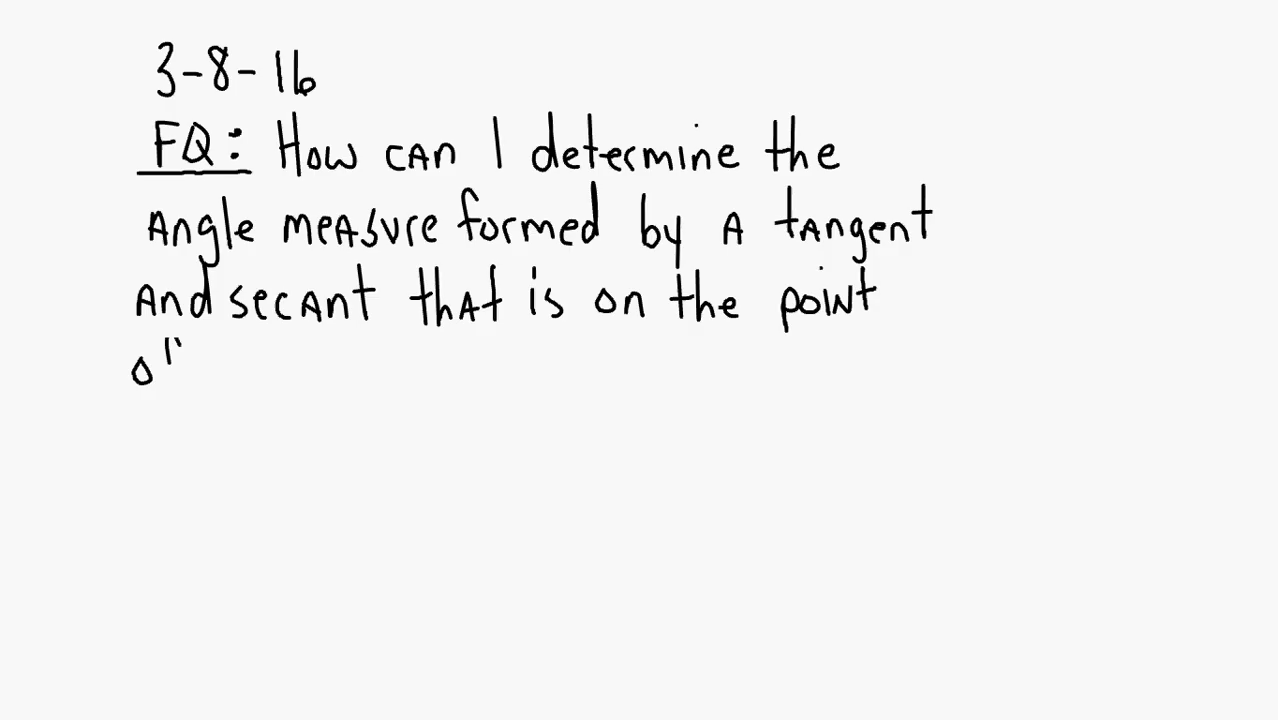 3-8-16
FQ: How can I determine the
Angle measure formed by A tangent
And secant that is on the point